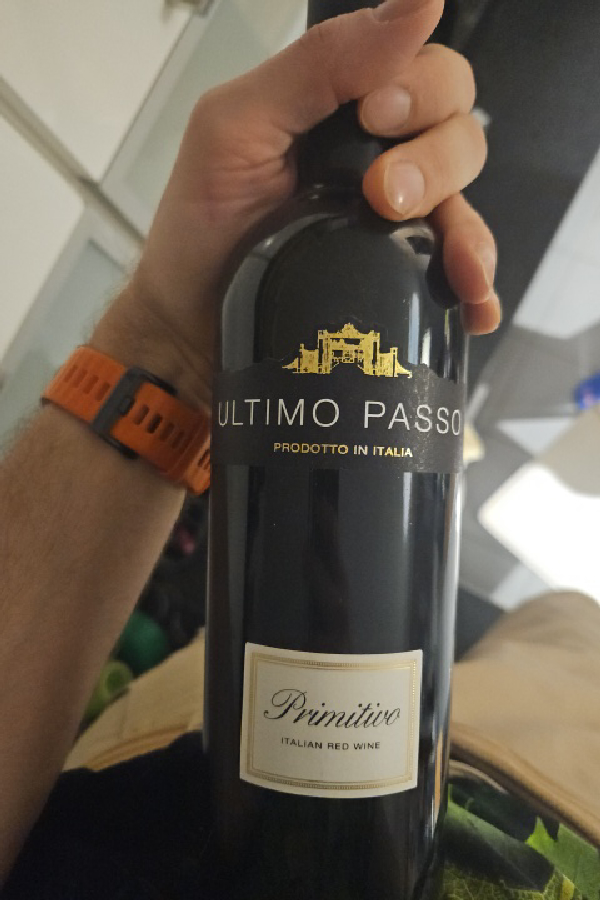 ULTIMO PASSO
PRODOTTO IN ITALIA
Primitivo
ITALIAN RED WINE